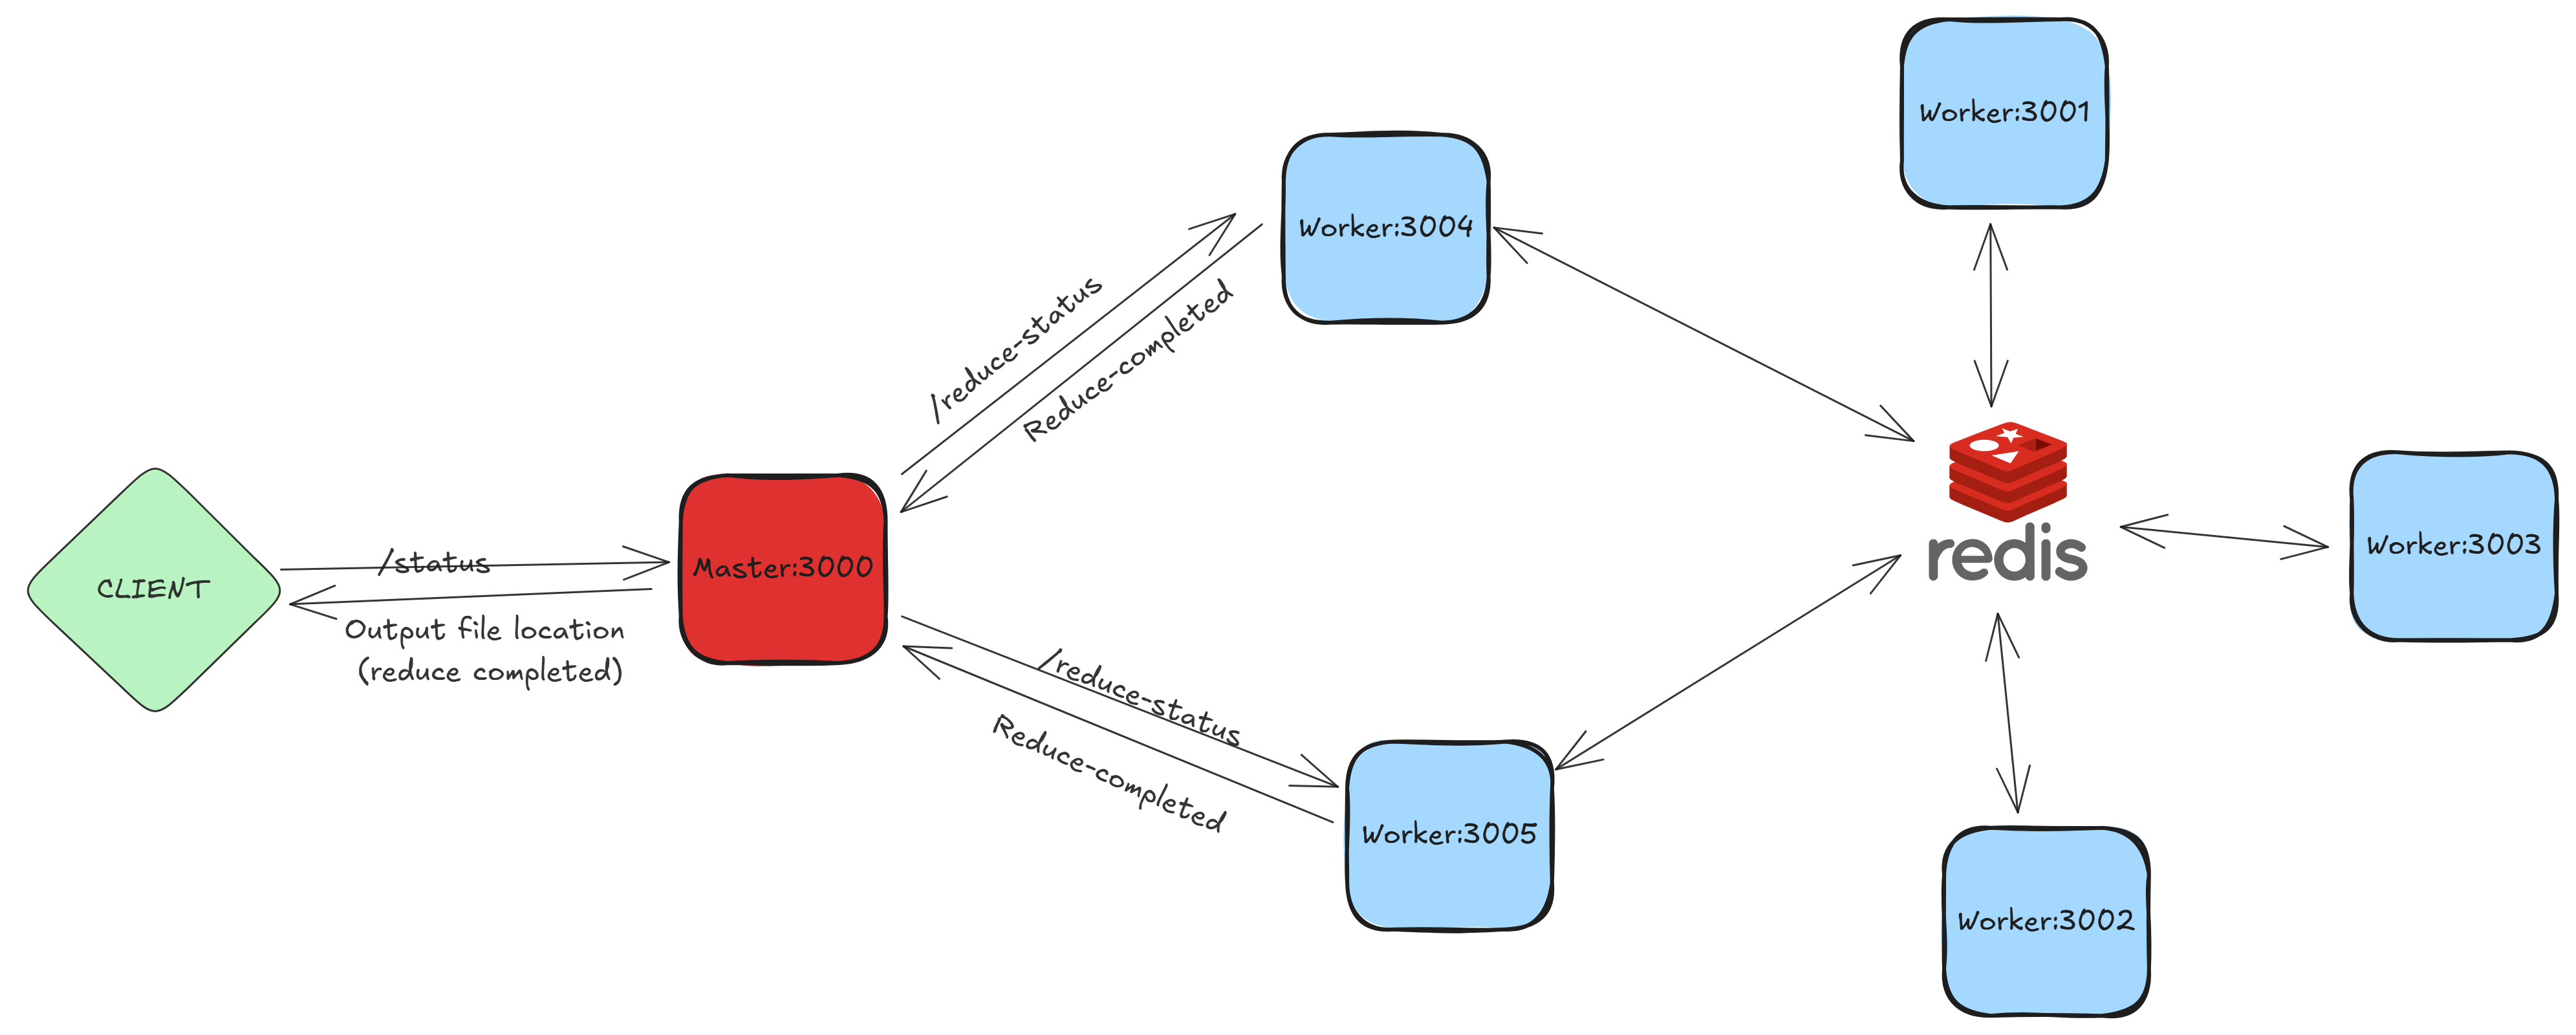 Worker:3001
Worker:3004
/reduce-status
Reduce-completed
redis
Worker:3003
/status
Master:3000
CLIENT
Output file location
(reduce completed)
/reduce-status
Reduce-completed
Worker:3005
Worker:3002